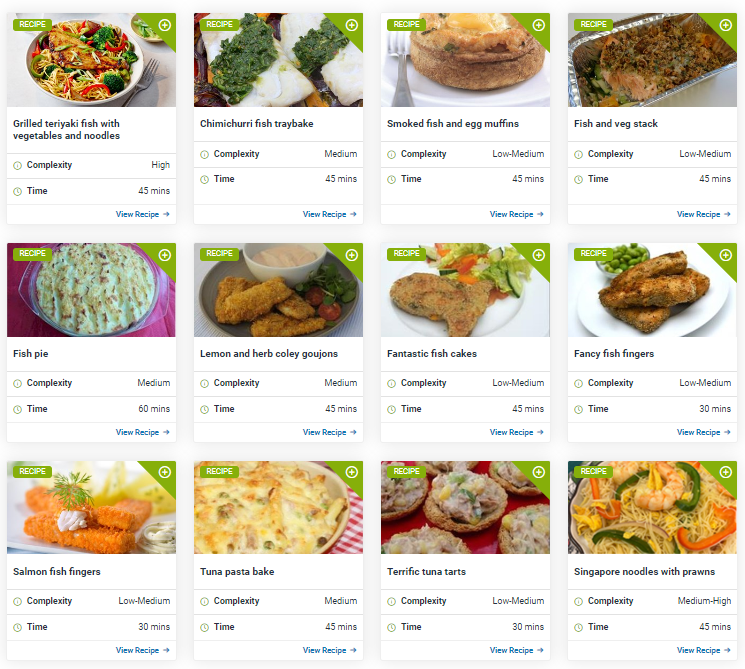 RECIPE
Grilled teriyaki fish with
vegetables and noodles
Complexity High
Time 45 mins
View Recipe →
RECIPE
Chimichurri fish traybake
Complexity Medium
Time 45 mins
View Recipe →
RECIPE
Smoked fish and egg muffins
Complexity Low-Medium
Time 45 mins
View Recipe →
RECIPE
Fish and veg stack
Complexity Low-Medium
Time 45 mins
View Recipe →
RECIPE
Fish pie
Complexity Medium
Time 60 mins
View Recipe →
RECIPE
Lemon and herb coley goujons
Complexity Medium
Time 45 mins
View Recipe →
RECIPE
Fantastic fish cakes
Complexity Low-Medium
Time 45 mins
View Recipe →
RECIPE
Fancy fish fingers
Complexity Low-Medium
Time 30 mins
View Recipe →
RECIPE
Salmon fish fingers
Complexity Low-Medium
Time 30 mins
View Recipe →
RECIPE
Tuna pasta bake
Complexity Medium
Time 45 mins
View Recipe →
RECIPE
Terrific tuna tarts
Complexity Low-Medium
Time 30 mins
View Recipe →
RECIPE
Singapore noodles with prawns
Complexity Medium-High
Time 45 mins
View Recipe →